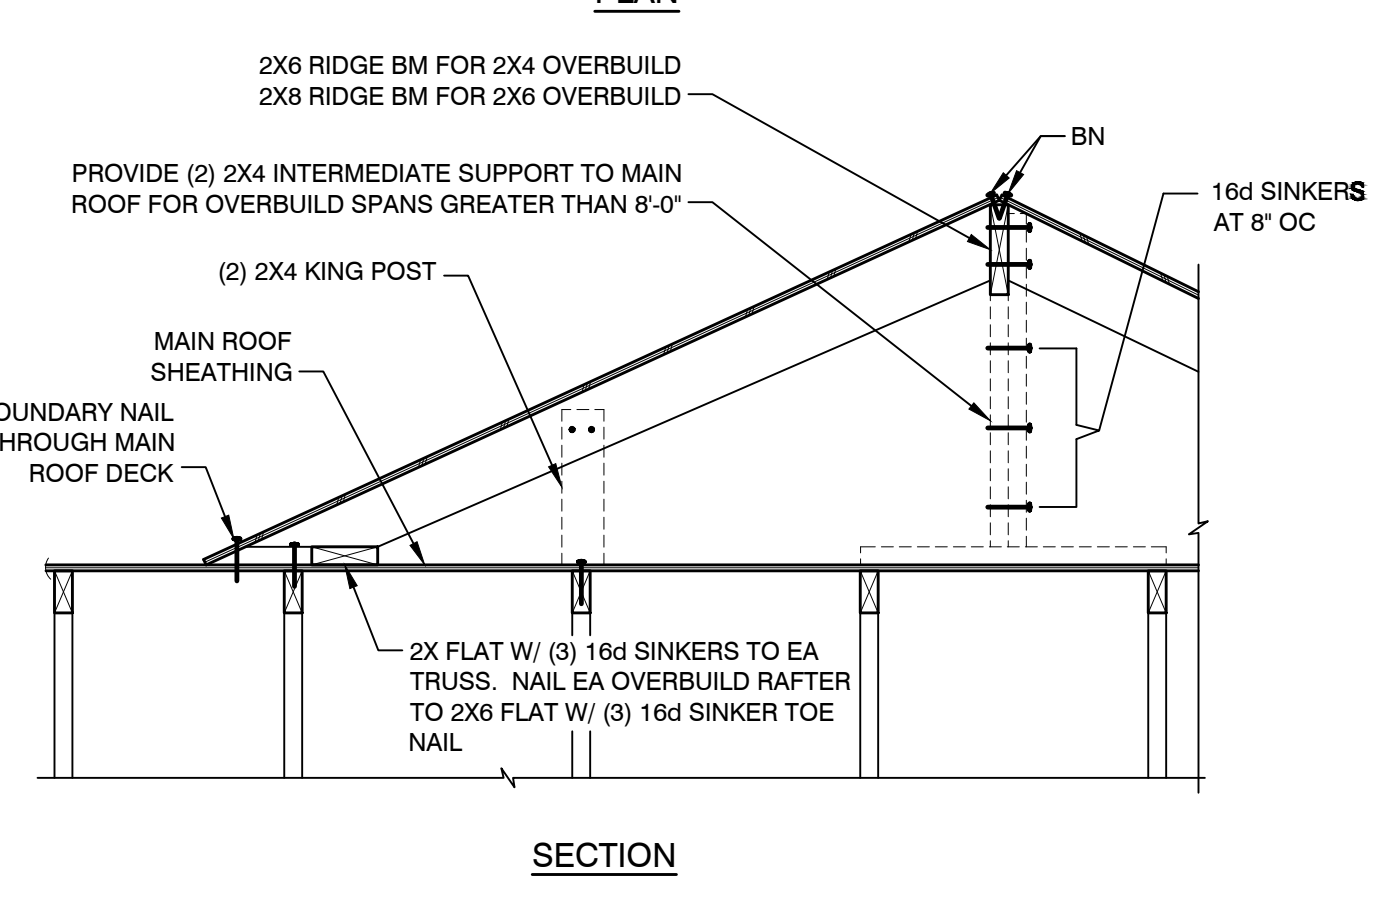 PLAN
2X6 RIDGE BM FOR 2X4 OVERBUILD
2X8 RIDGE BM FOR 2X6 OVERBUILD
BN
PROVIDE (2) 2X4 INTERMEDIATE SUPPORT TO MAIN
ROOF FOR OVERBUILD SPANS GREATER THAN 8'-0"
16d SINKERS
AT 8" OC
(2) 2X4 KING POST
MAIN ROOF
SHEATHING
OUNDARY NAIL
HROUGH MAIN
ROOF DECK
2X FLAT W/ (3) 16d SINKERS TO EA
TRUSS. NAIL EA OVERBUILD RAFTER
TO 2X6 FLAT W/ (3) 16d SINKER TOE
NAIL
SECTION